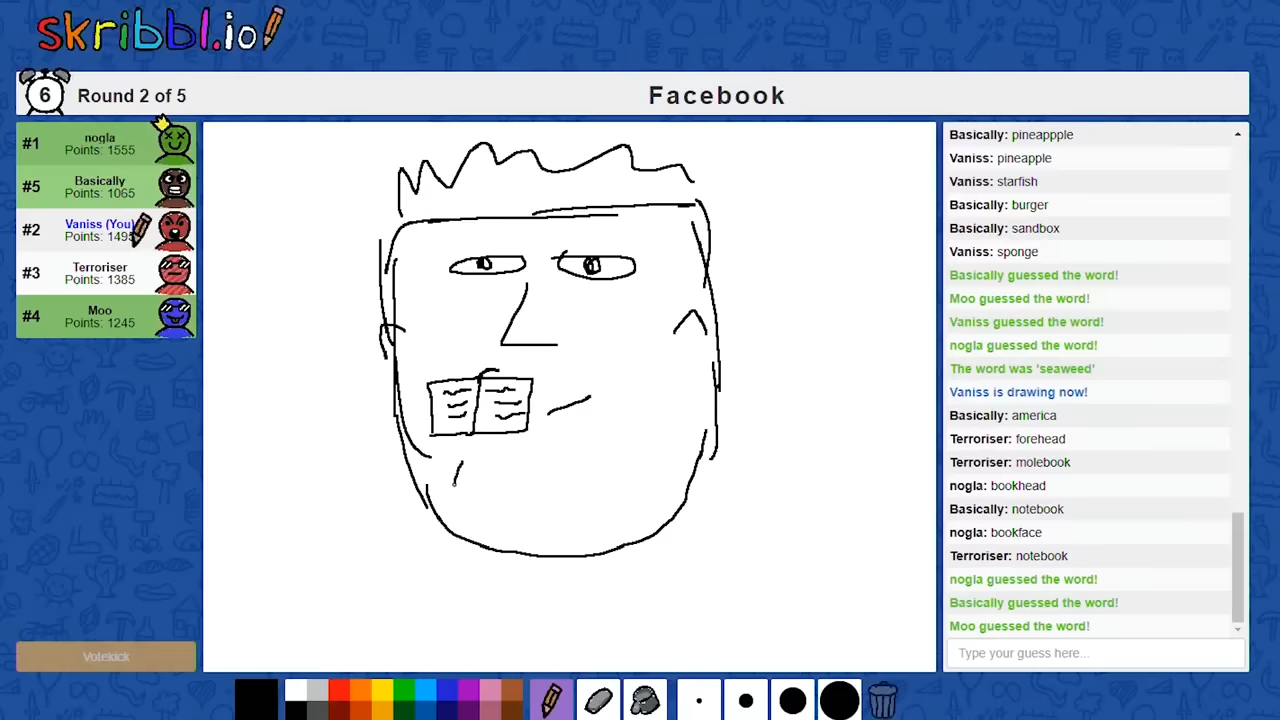 skribbl.io
6
Round 2 of 5
Facebook
#1
nogla
Points: 1555
#5
Basically
Points: 1065
#2
Vaniss (You)
Points: 1495
#3
Terroriser
Points: 1385
#4
Moo
Points: 1245
Votekick
Basically: pineappple
Vaniss: pineapple
Vaniss: starfish
Basically: burger
Basically: sandbox
Vaniss: sponge
Basically guessed the word!
Moo guessed the word!
Vaniss guessed the word!
nogla guessed the word!
The word was 'seaweed'
Vaniss is drawing now!
Basically: america
Terroriser: forehead
Terroriser: molebook
nogla: bookhead
Basically: notebook
nogla: bookface
Terroriser: notebook
nogla guessed the word!
Basically guessed the word!
Moo guessed the word!
Type your guess here...